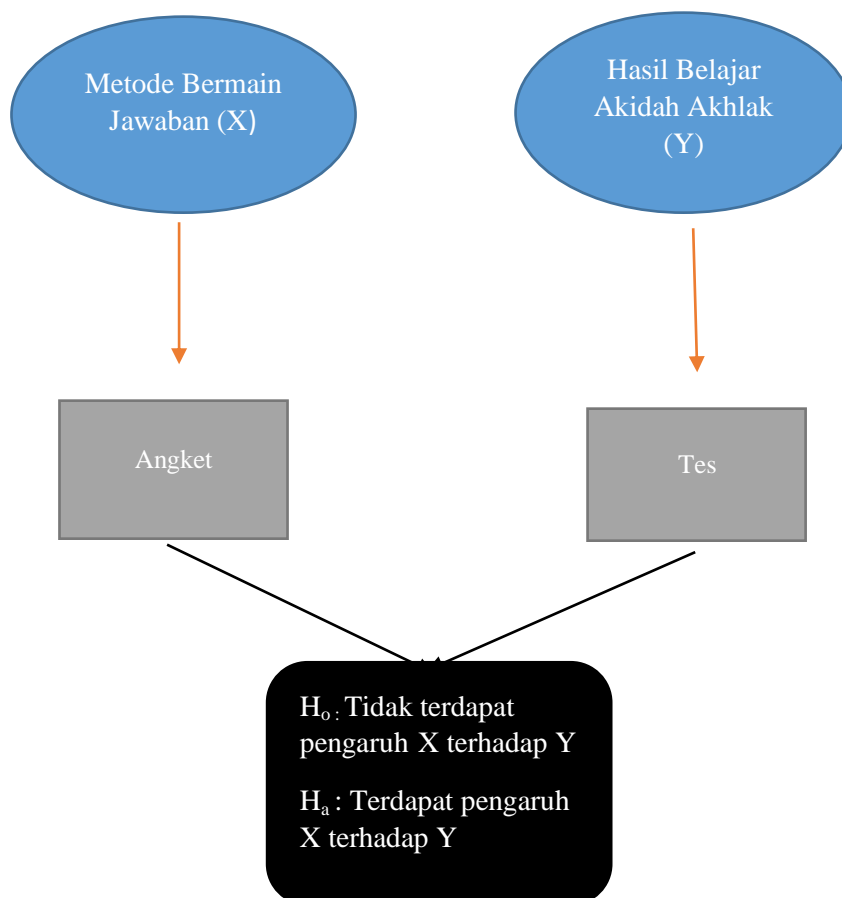 Metode Bermain
Jawaban (X)
Hasil Belajar
Akidah Akhlak
(Y)
Angket
Tes
Ho : Tidak terdapat
pengaruh X terhadap Y
Ha : Terdapat pengaruh
X terhadap Y